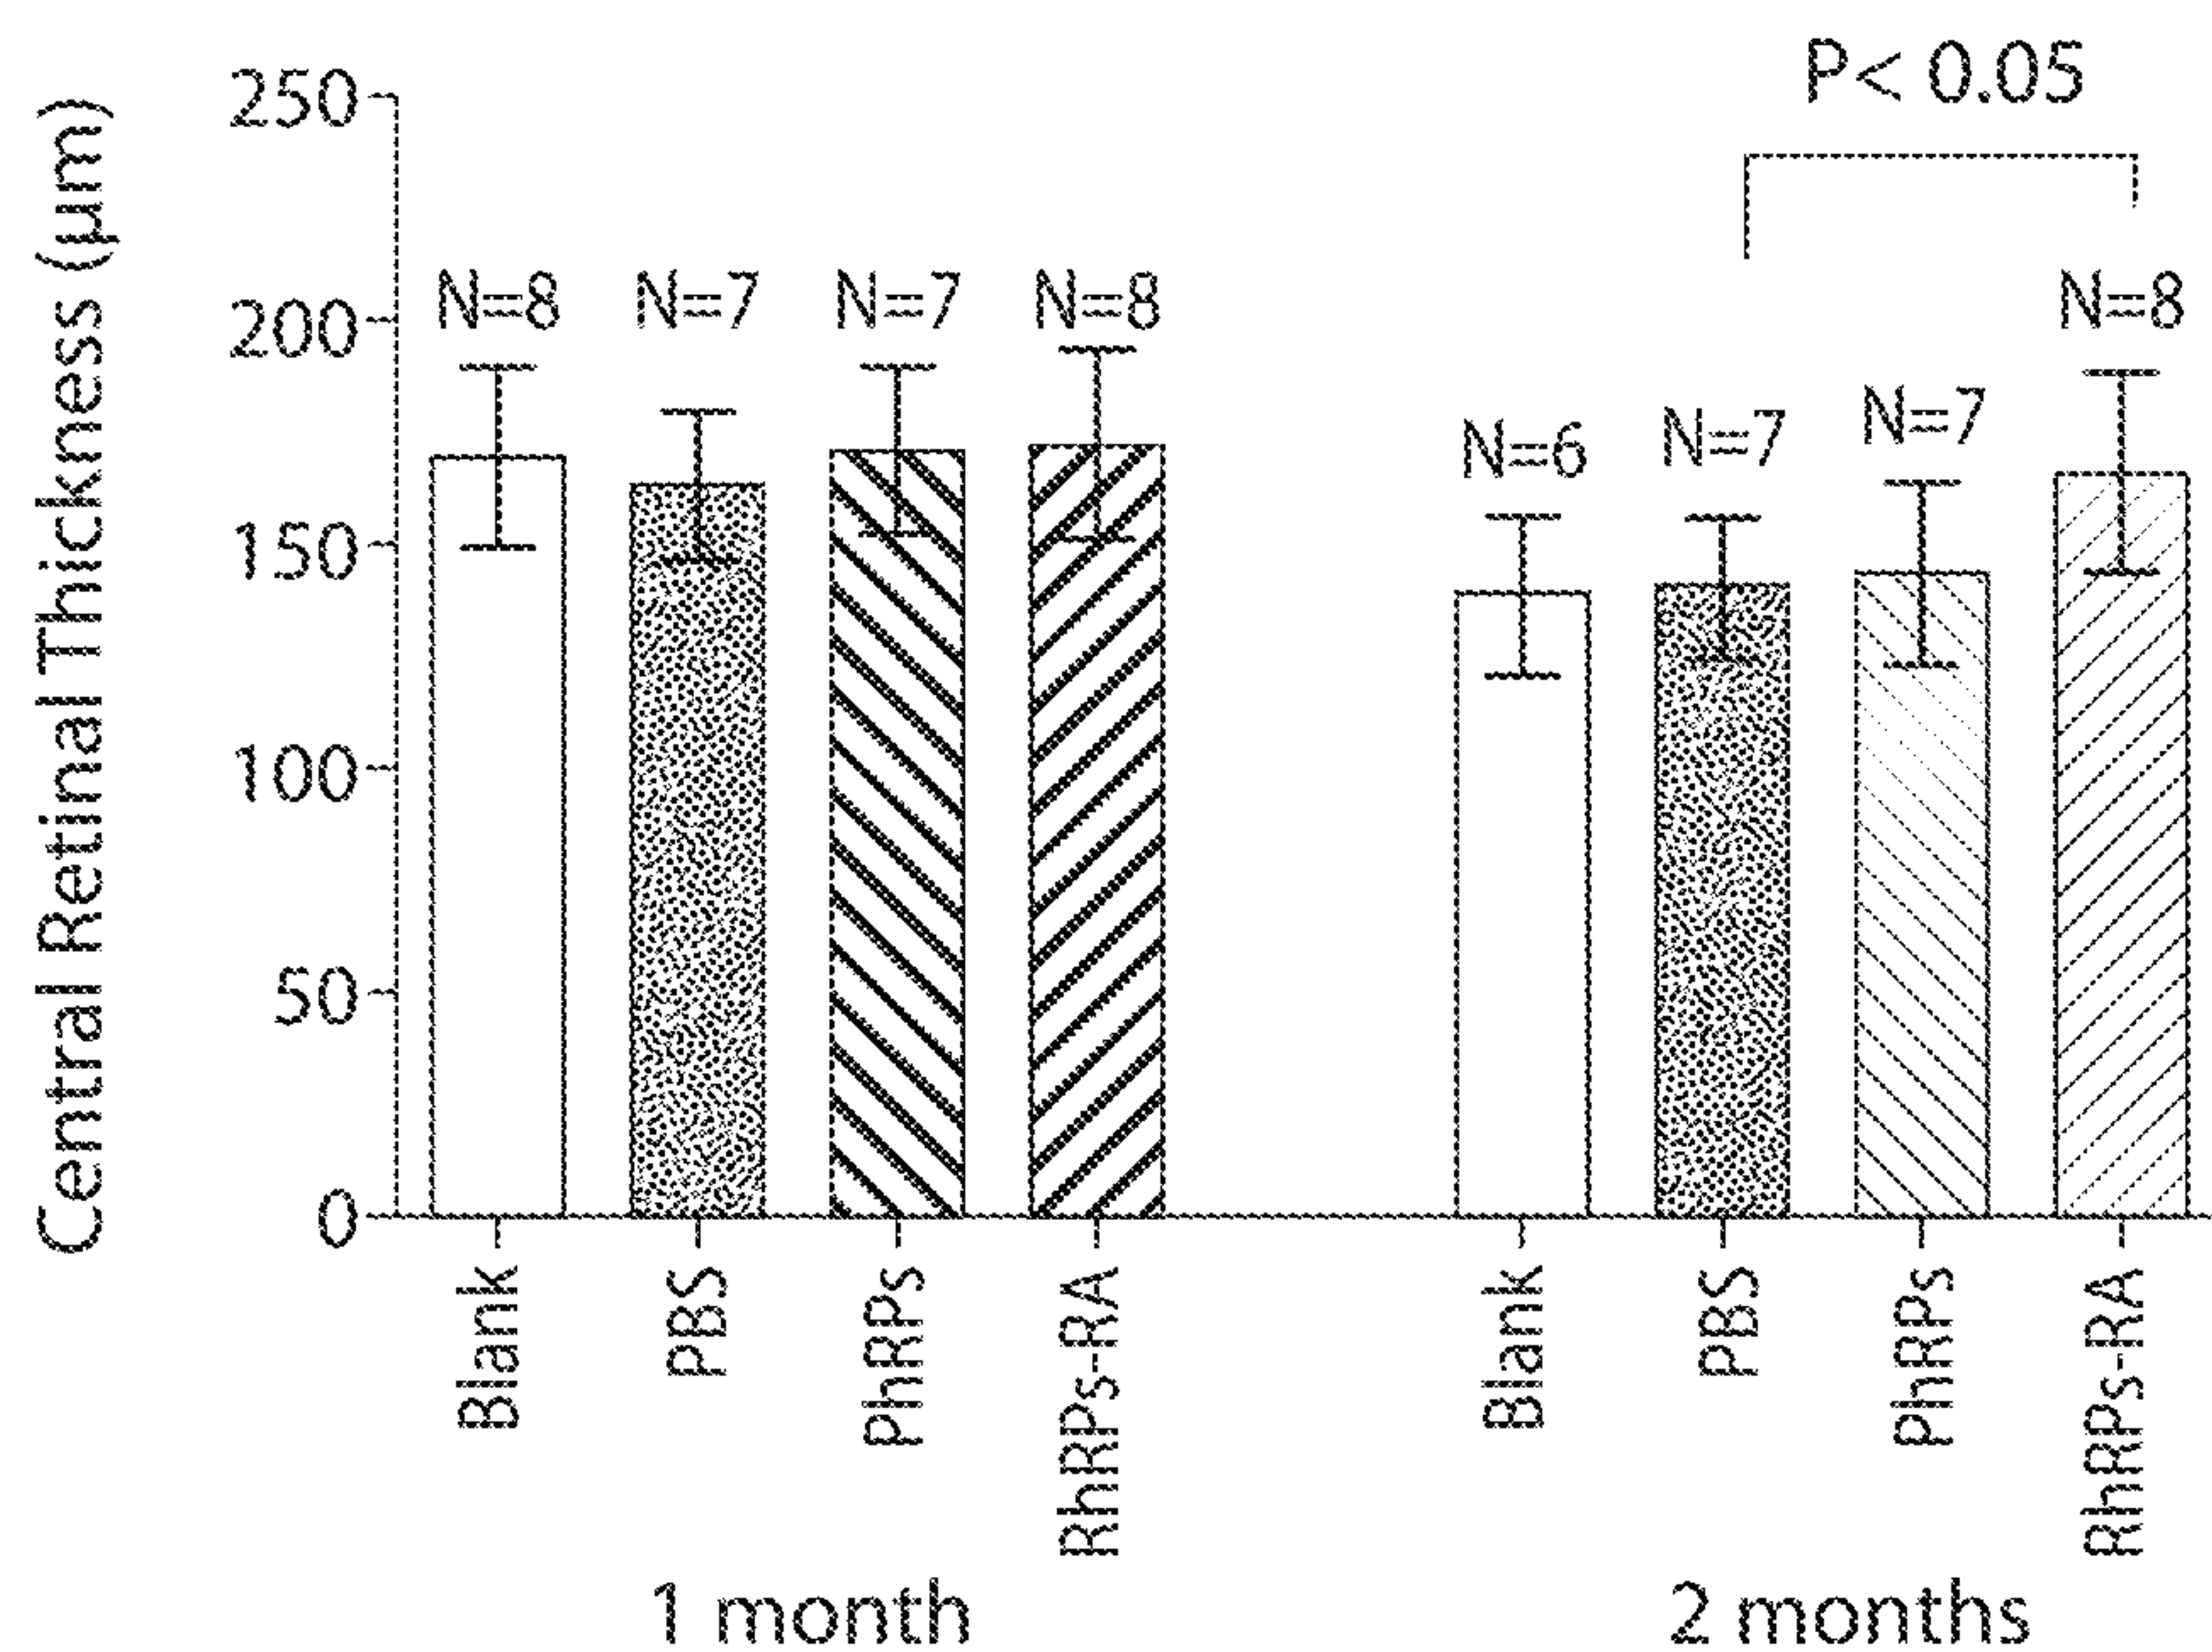 Central Retinal Thickness (µm)
250
200
150
100
50
0
N=8
N=7
N=7
N=8
P< 0.05
N=6
N=7
N=7
N=8
Blank
PBS
PhRPs
RhRPs-RA
Blank
PBS
PhRPs
RhRPs-RA
1 month
2 months